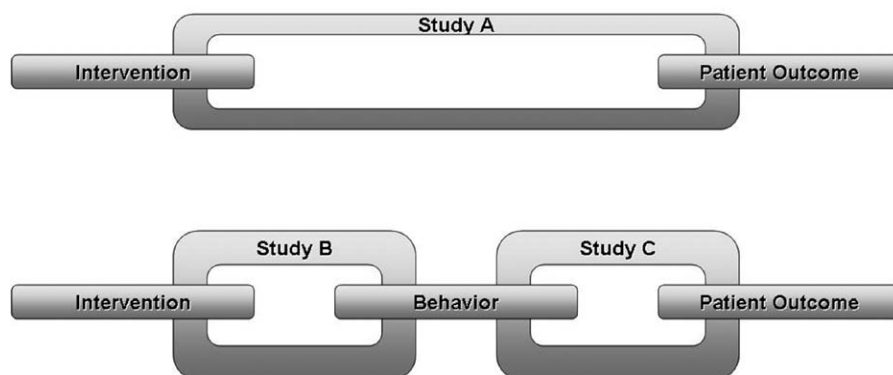 Study A
Intervention
Patient Outcome
Study B
Study C
Intervention
Behavior
Patient Outcome